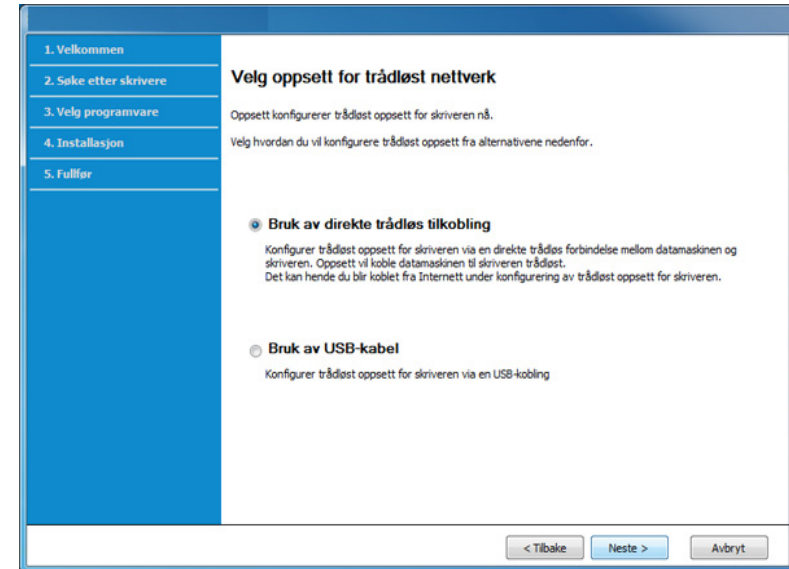 1. Velkommen
2. Søke etter skrivere
3. Velg programvare
4. Installasjon
5. Fullfør
Velg oppsett for trådløst nettverk
Oppsett konfigurerer trådløst oppsett for skriveren nå.
Velg hvordan du vil konfigurere trådløst oppsett fra alternativene nedenfor.
Bruk av direkte trådløs tilkobling
Konfigurer trådløst oppsett for skriveren via en direkte trådløs forbindelse mellom datamaskinen og
skriveren. Oppsett vil koble datamaskinen til skriveren trådløst.
Det kan hende du blir koblet fra Internett under konfigurering av trådløst oppsett for skriveren.
Bruk av USB-kabel
Konfigurer trådløst oppsett for skriveren via en USB-kobling
< Tilbake
Neste >
Avbryt